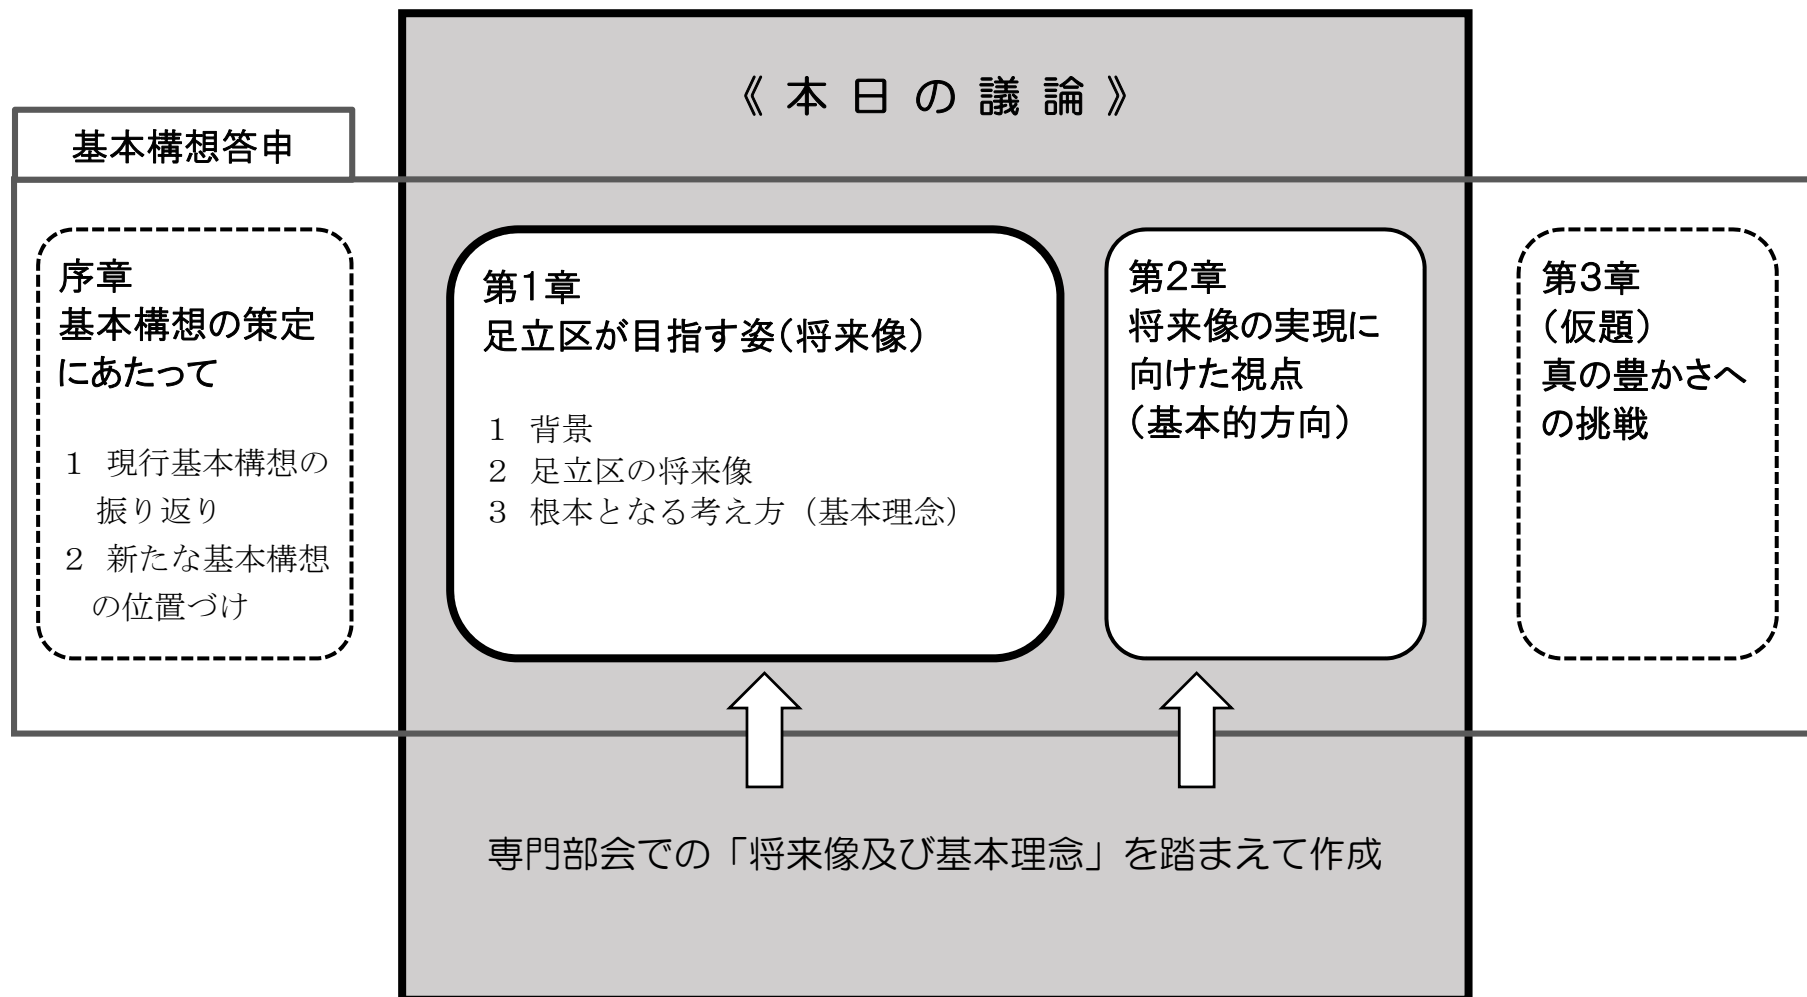 《本日の議論》
基本構想答申
序章
基本構想の策定
にあたって
１ 現行基本構想の
振り返り
２ 新たな基本構想
の位置づけ
第1章
足立区が目指す姿（将来像）
１ 背景
２ 足立区の将来像
３ 根本となる考え方（基本理念）
第2章
将来像の実現に
向けた視点
（基本的方向）
第3章
（仮題）
真の豊かさへ
の挑戦
専門部会での「将来像及び基本理念」を踏まえて作成